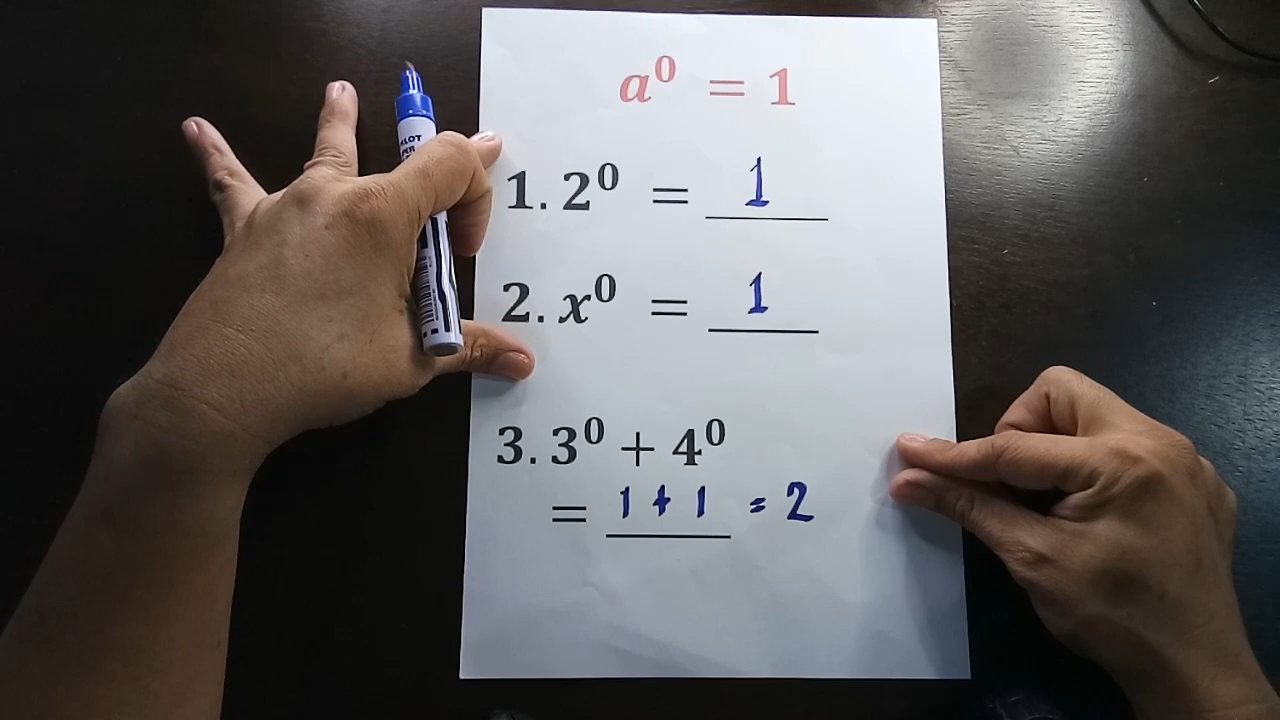 a⁰ = 1
1. 2⁰ = 1
2. x⁰ = 1
3. 3⁰ + 4⁰
= 1 + 1 = 2